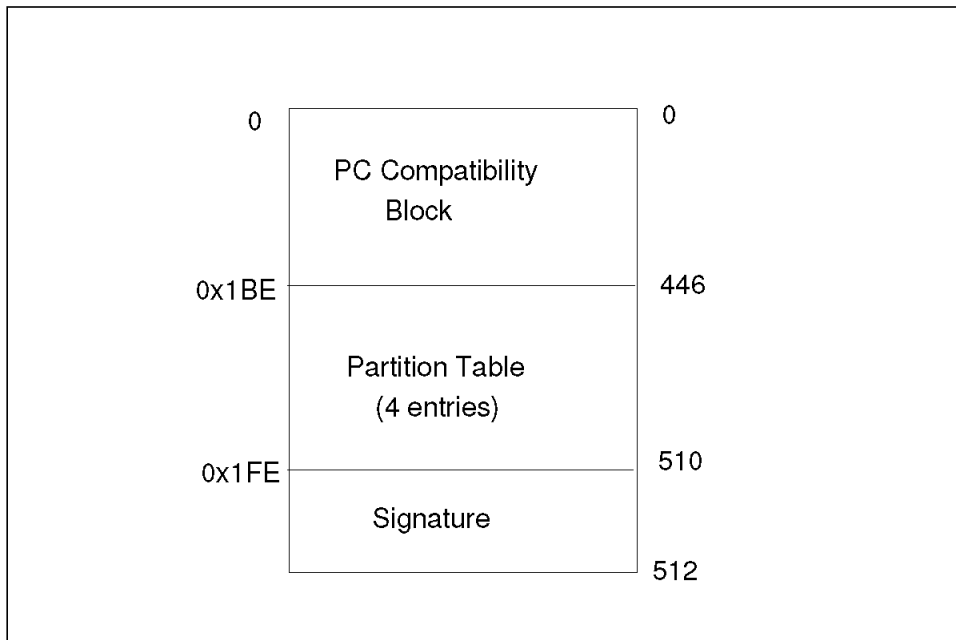 0
0
PC Compatibility
Block
0x1BE
446
Partition Table
(4 entries)
0x1FE
510
Signature
512